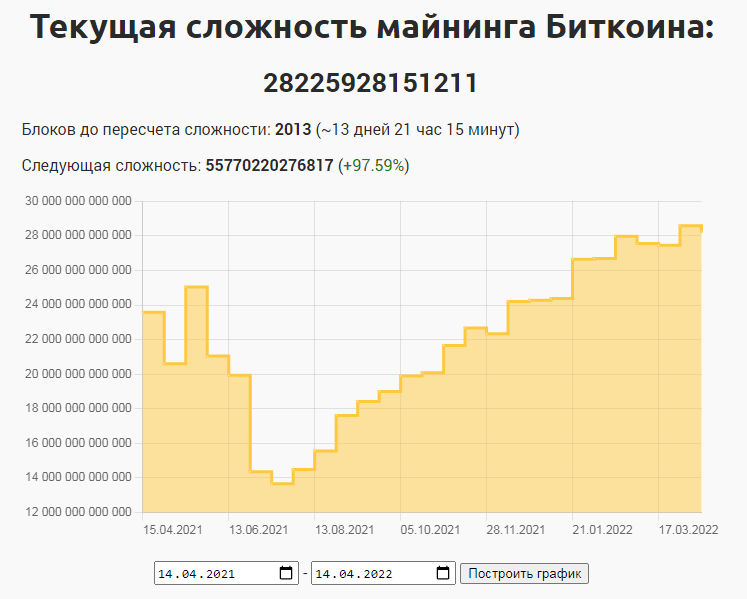 Текущая сложность майнинга Биткоина:
28225928151211
Блоков до пересчета сложности: 2013 (~13 дней 21 час 15 минут)
Следующая сложность: 55770220276817 (+97.59%)
30 000 000 000 000
28 000 000 000 000
26 000 000 000 000
24 000 000 000 000
22 000 000 000 000
20 000 000 000 000
18 000 000 000 000
16 000 000 000 000
14 000 000 000 000
12 000 000 000 000
15.04.2021 13.06.2021 13.08.2021 05.10.2021 28.11.2021 21.01.2022 17.03.2022
14.04.2021 - 14.04.2022 Построить график